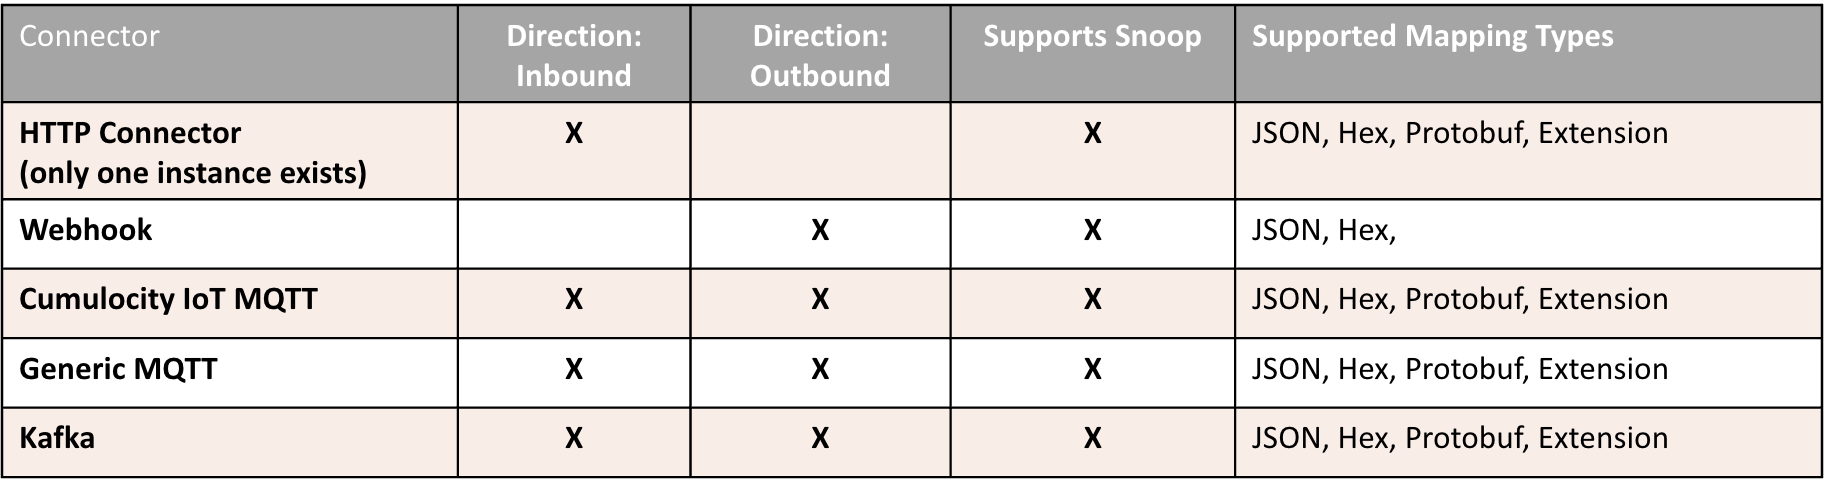 Connector Direction: Direction: Supports Snoop Supported Mapping Types
Inbound Outbound
HTTP Connector X X JSON, Hex, Protobuf, Extension
(only one instance exists)
Webhook X X JSON, Hex,
Cumulocity IoT MQTT X X X JSON, Hex, Protobuf, Extension
Generic MQTT X X X JSON, Hex, Protobuf, Extension
Kafka X X X JSON, Hex, Protobuf, Extension